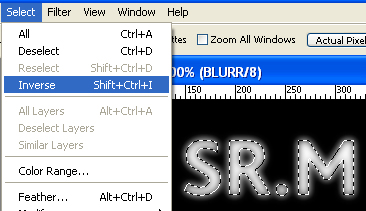 Select Filter View Window Help
All Ctrl+A
Deselect Ctrl+D
Reselect Shift+Ctrl+D
Inverse Shift+Ctrl+I
All Layers Alt+Ctrl+A
Deselect Layers
Similar Layers
Color Range...
Feather... Alt+Ctrl+D
Zoom All Windows Actual Pixel
00% (BLURR/8)
150 200 250 300
SR.M